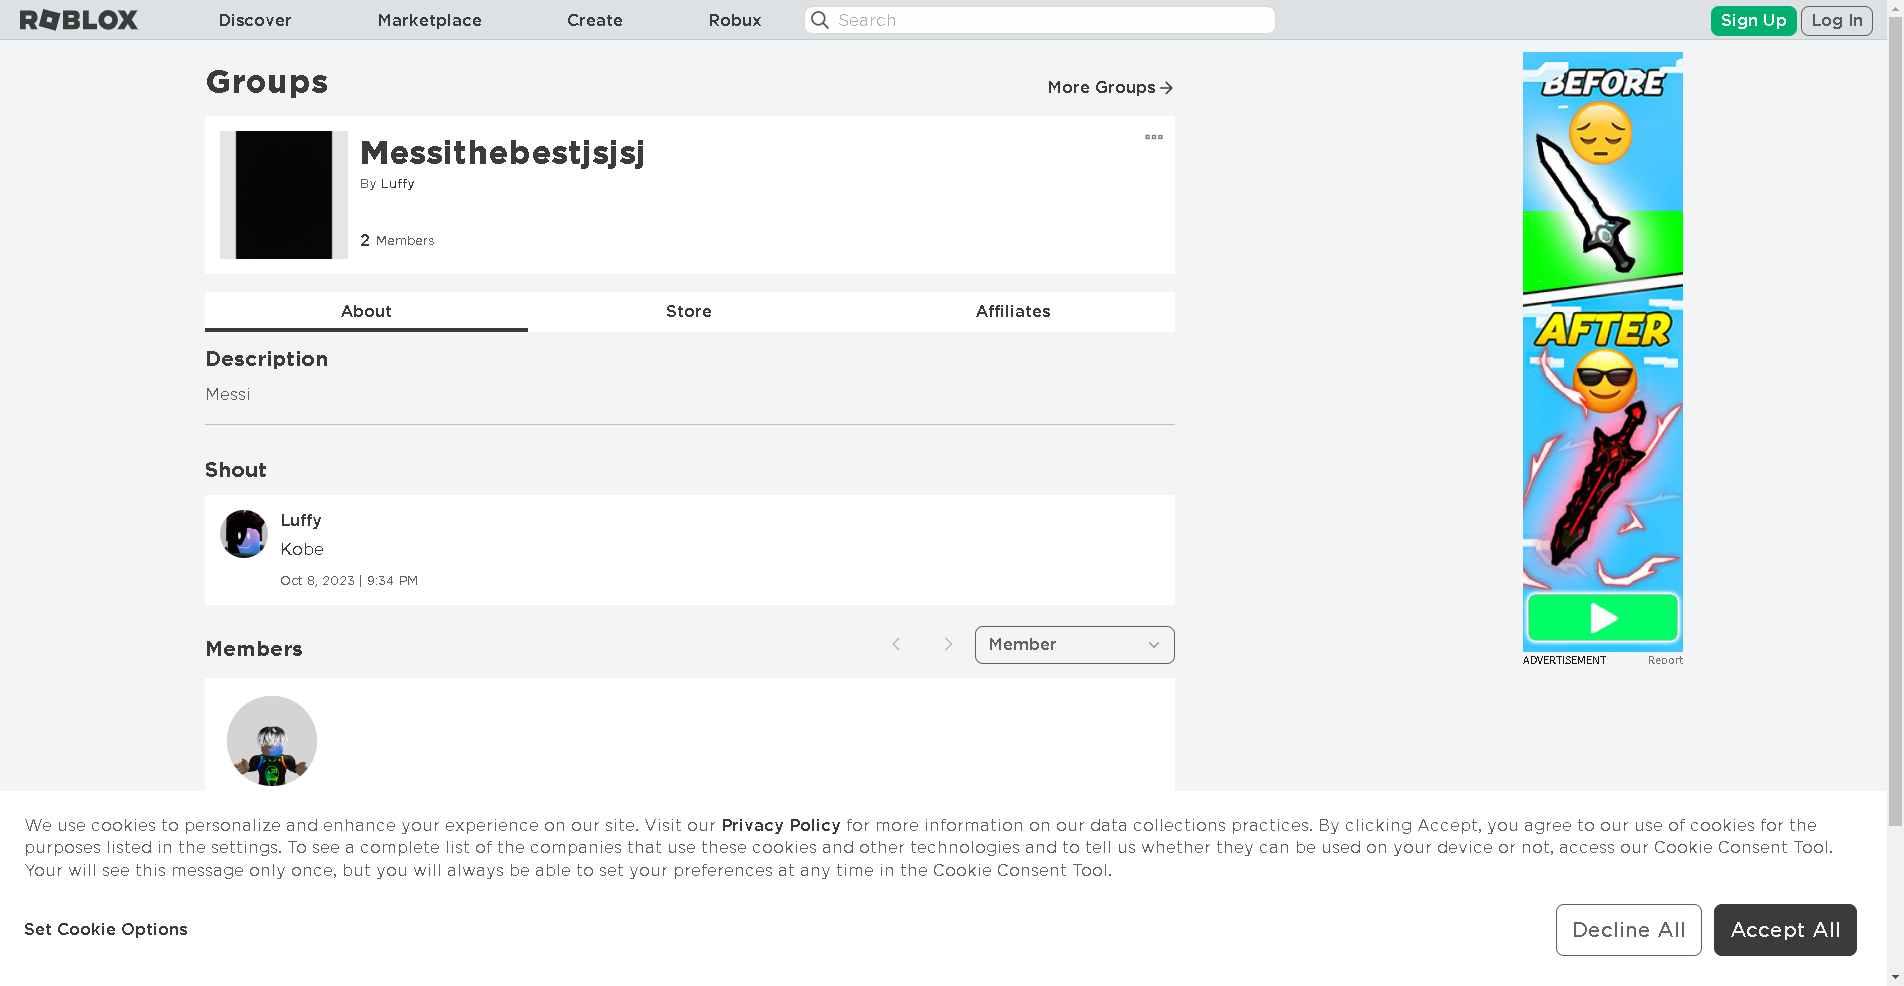 ROBLOX Discover Marketplace Create Robux Search Sign Up Log In
Groups
More Groups
Messithebestjsjsj
By Luffy
2 Members
About Store Affiliates
Description
Messi
Shout
Luffy
Kobe
Oct 8, 2023 | 9:34 PM
Members
Member
BEFORE
AFTER
ADVERTISEMENT Report
We use cookies to personalize and enhance your experience on our site. Visit our Privacy Policy for more information on our data collections practices. By clicking Accept, you agree to our use of cookies for the
purposes listed in the settings. To see a complete list of the companies that use these cookies and other technologies and to tell us whether they can be used on your device or not, access our Cookie Consent Tool.
Your will see this message only once, but you will always be able to set your preferences at any time in the Cookie Consent Tool.
Set Cookie Options
Decline All
Accept All